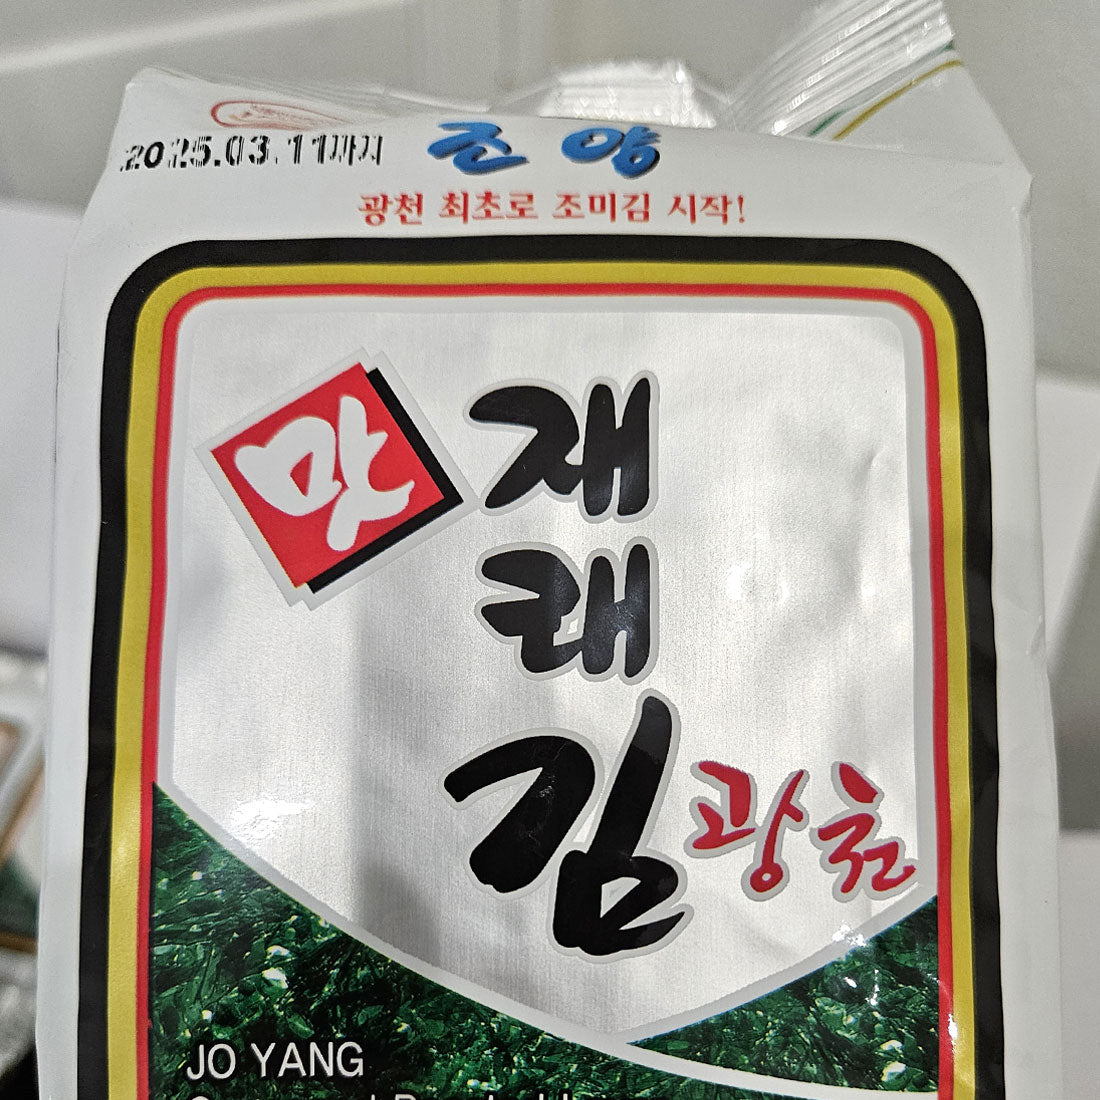 2025.03.11까지
조양
광천 최초로 조미김 시작!
맛
재
래
김
광천
JO YANG